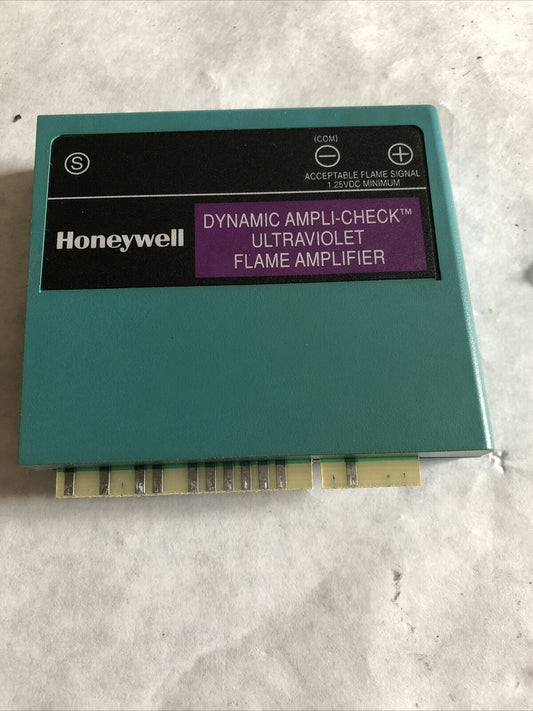 S
(COM)
− +
ACCEPTABLE FLAME SIGNAL
1.25VDC MINIMUM
Honeywell
DYNAMIC AMPLI-CHECK™
ULTRAVIOLET
FLAME AMPLIFIER